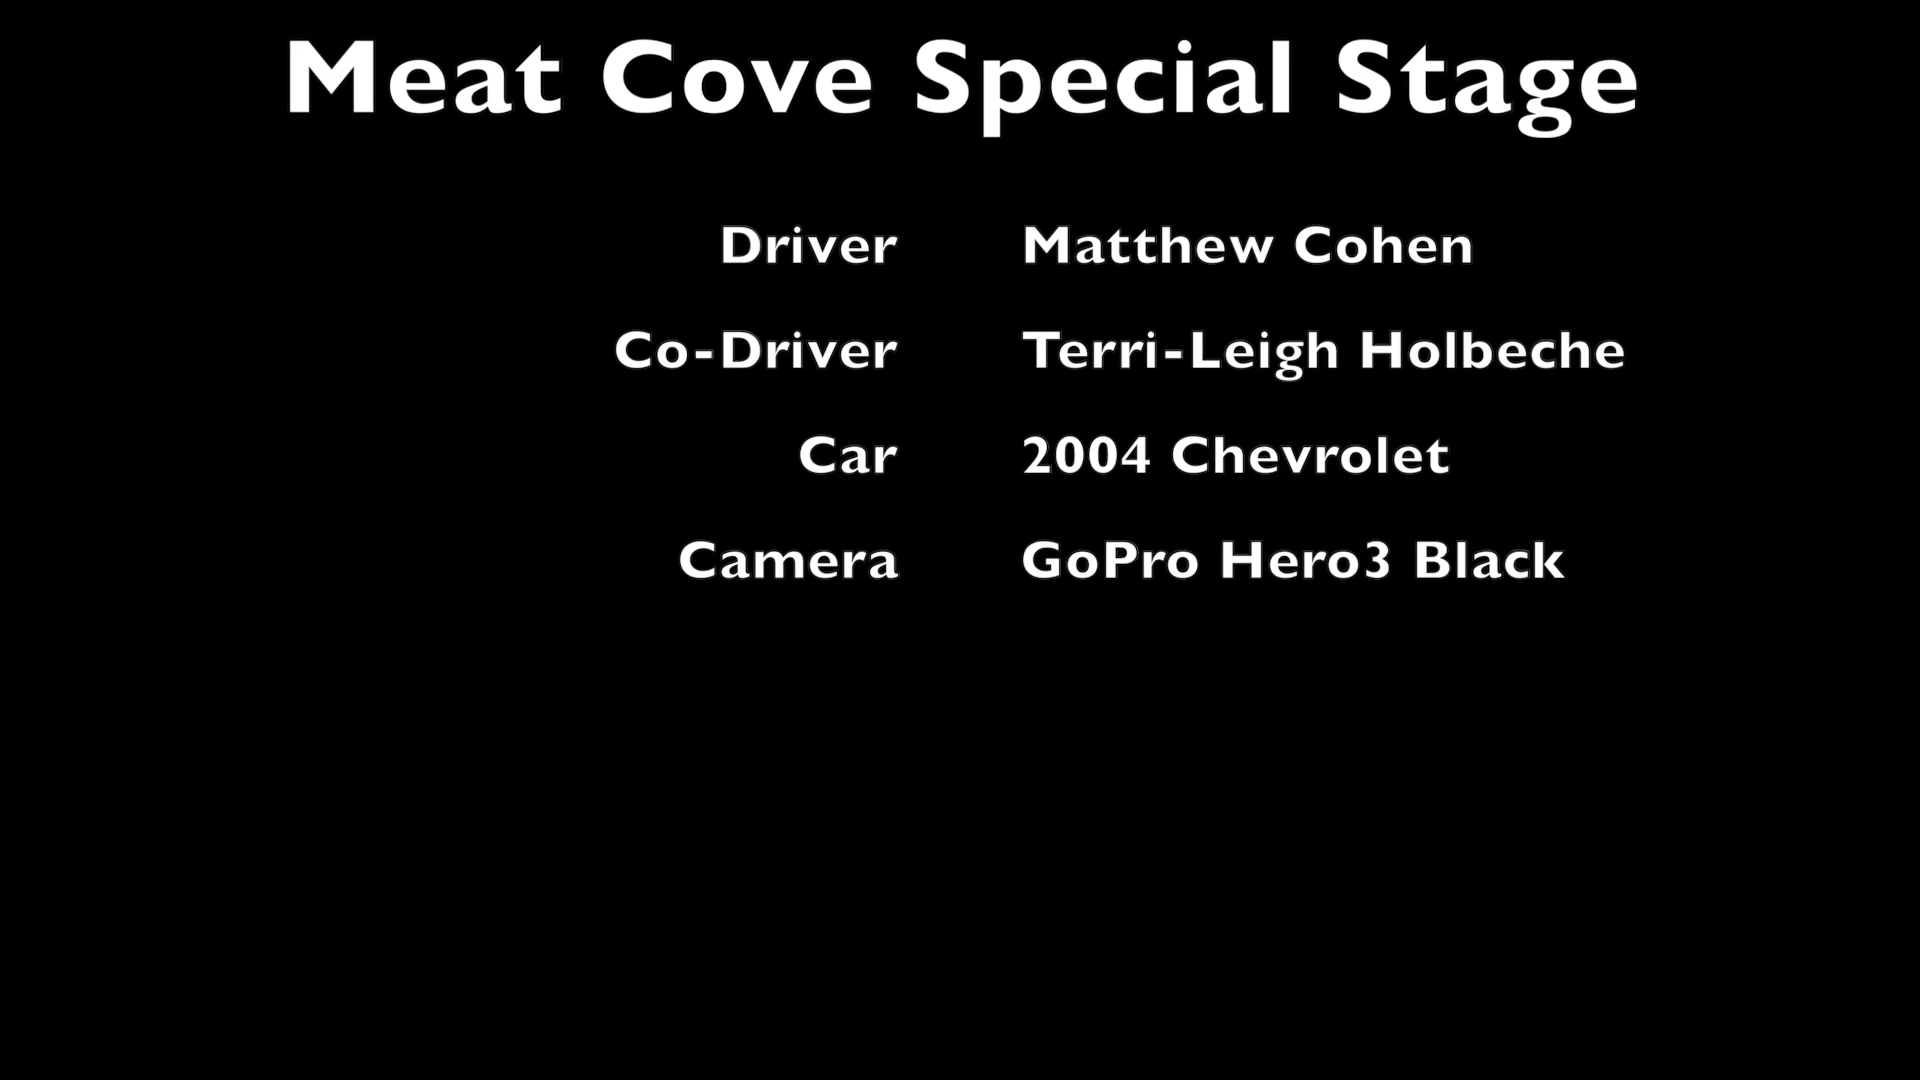 Meat Cove Special Stage
Driver Matthew Cohen
Co-Driver Terri-Leigh Holbeche
Car 2004 Chevrolet
Camera GoPro Hero3 Black